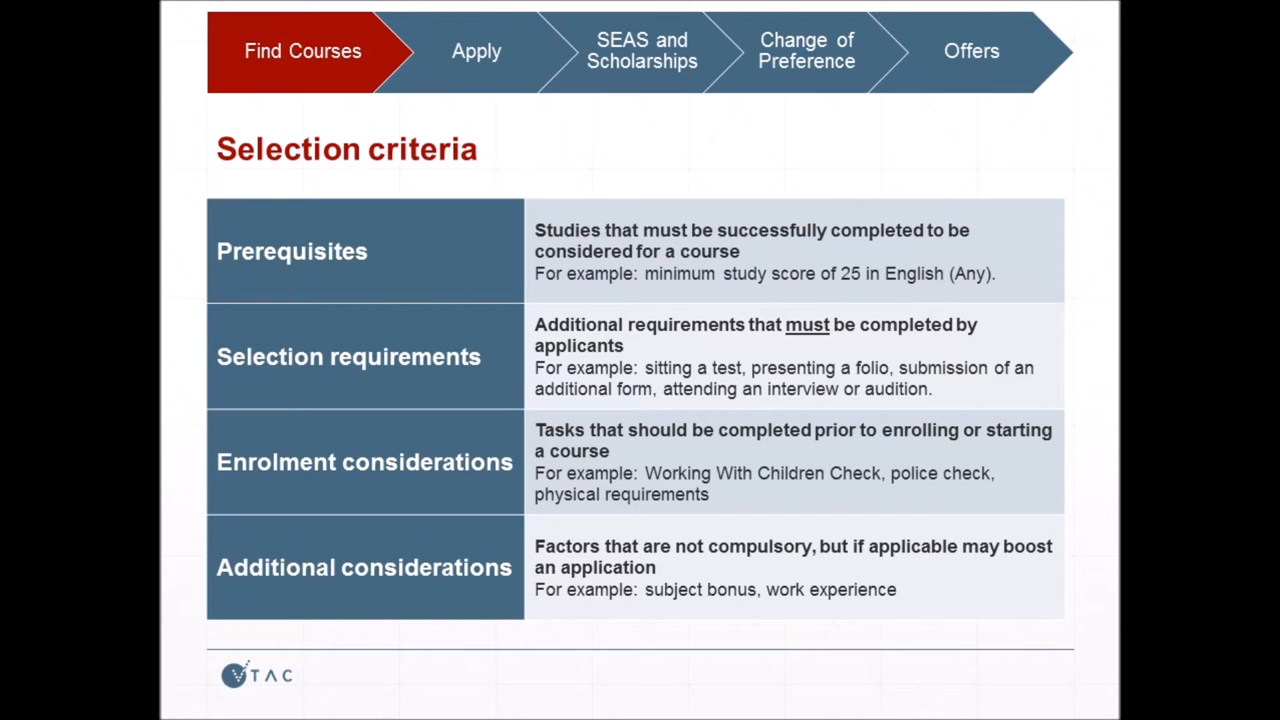 Find Courses
Apply
SEAS and
Scholarships
Change of
Preference
Offers
Selection criteria
Prerequisites
Studies that must be successfully completed to be
considered for a course
For example: minimum study score of 25 in English (Any).
Selection requirements
Additional requirements that must be completed by
applicants
For example: sitting a test, presenting a folio, submission of an
additional form, attending an interview or audition.
Enrolment considerations
Tasks that should be completed prior to enrolling or starting
a course
For example: Working With Children Check, police check,
physical requirements
Additional considerations
Factors that are not compulsory, but if applicable may boost
an application
For example: subject bonus, work experience
VTAC